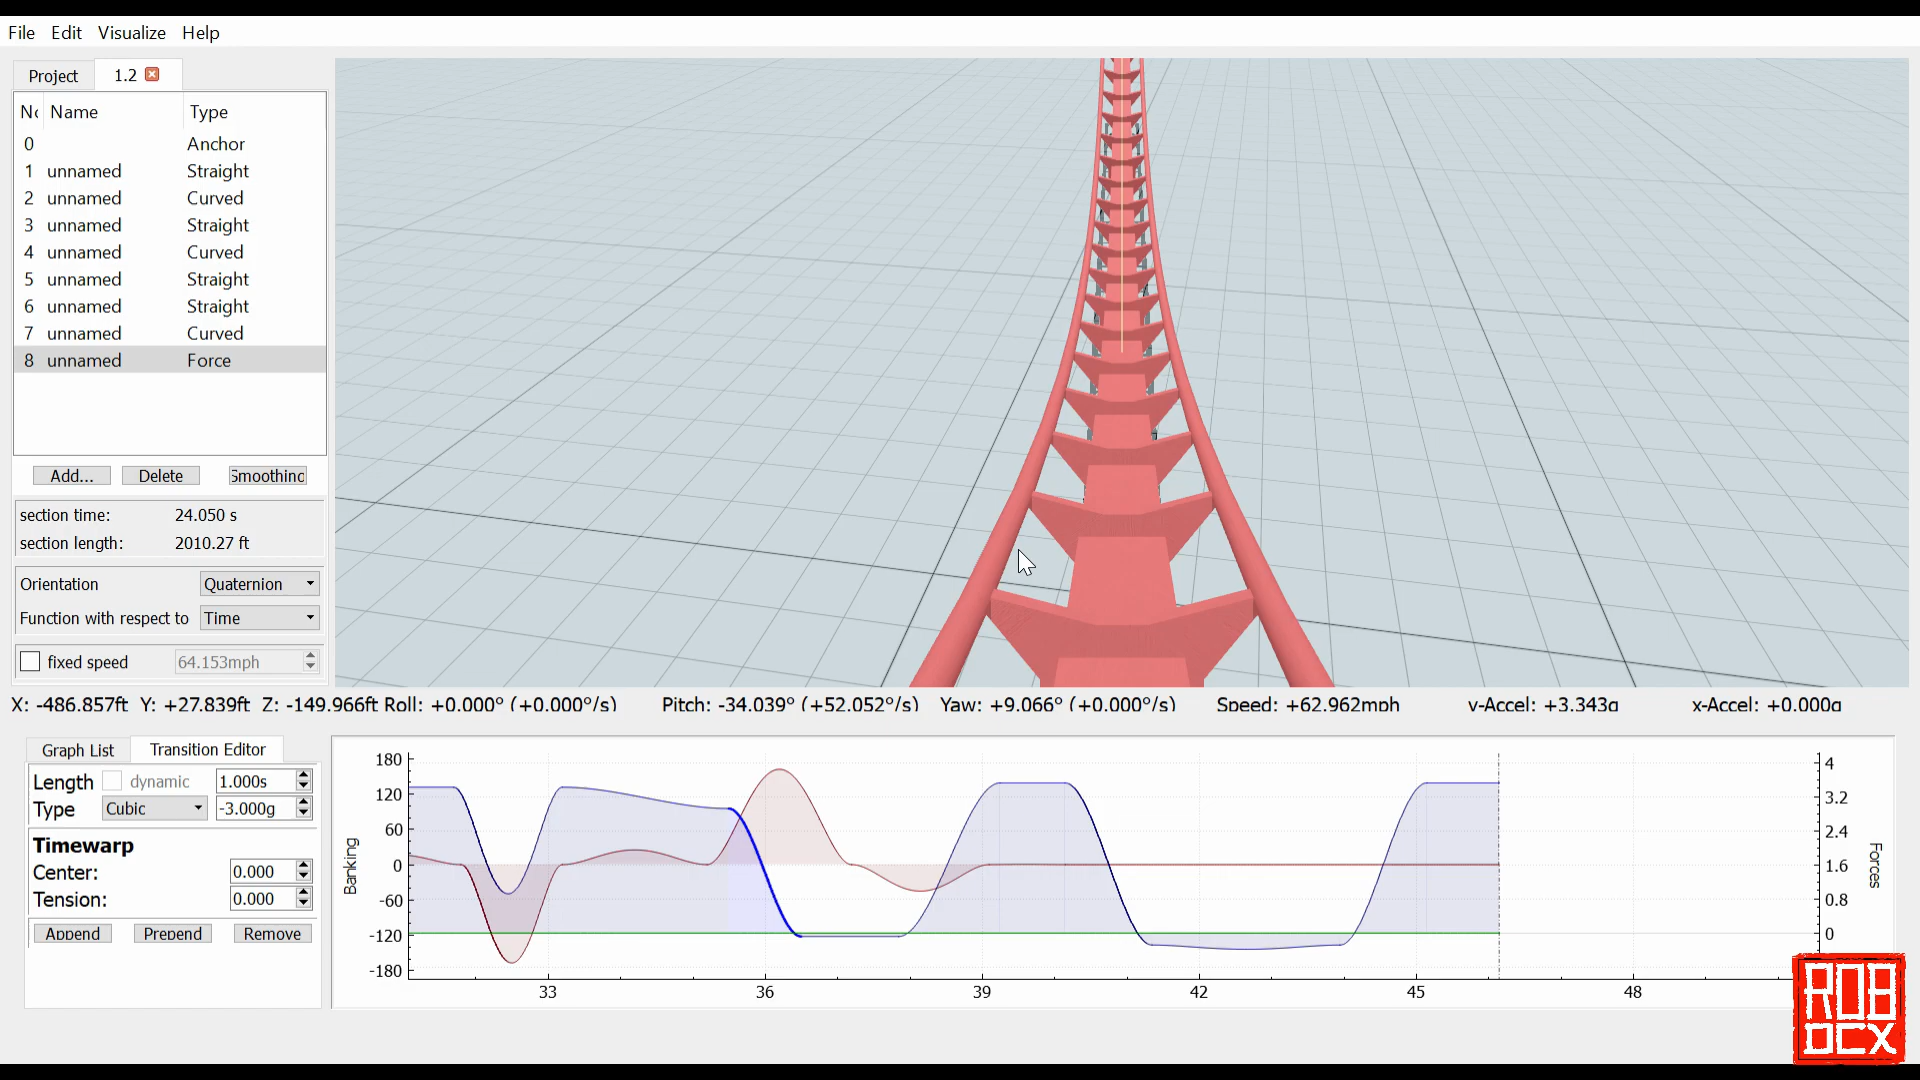 File Edit Visualize Help
Project 1.2
Nc Name Type
0 Anchor
1 unnamed Straight
2 unnamed Curved
3 unnamed Straight
4 unnamed Curved
5 unnamed Straight
6 unnamed Straight
7 unnamed Curved
8 unnamed Force
Add... Delete Smoothing
section time: 24.050 s
section length: 2010.27 ft
Orientation Quaternion
Function with respect to Time
fixed speed 64.153mph
X: -486.857ft Y: +27.839ft Z: -149.966ft Roll: +0.000° (+0.000°/s) Pitch: -34.039° (+52.052°/s) Yaw: +9.066° (+0.000°/s) Speed: +62.962mph y-Accel: +3.343g x-Accel: +0.000g
Graph List Transition Editor
Length dynamic 1.000s
Type Cubic -3.000g
Timewarp
Center: 0.000
Tension: 0.000
Append Prepend Remove
Banking
180
120
60
0
-60
-120
-180
33 36 39 42 45 48
4
3.2
2.4
1.6
0.8
0
Forces
ROB
DCX